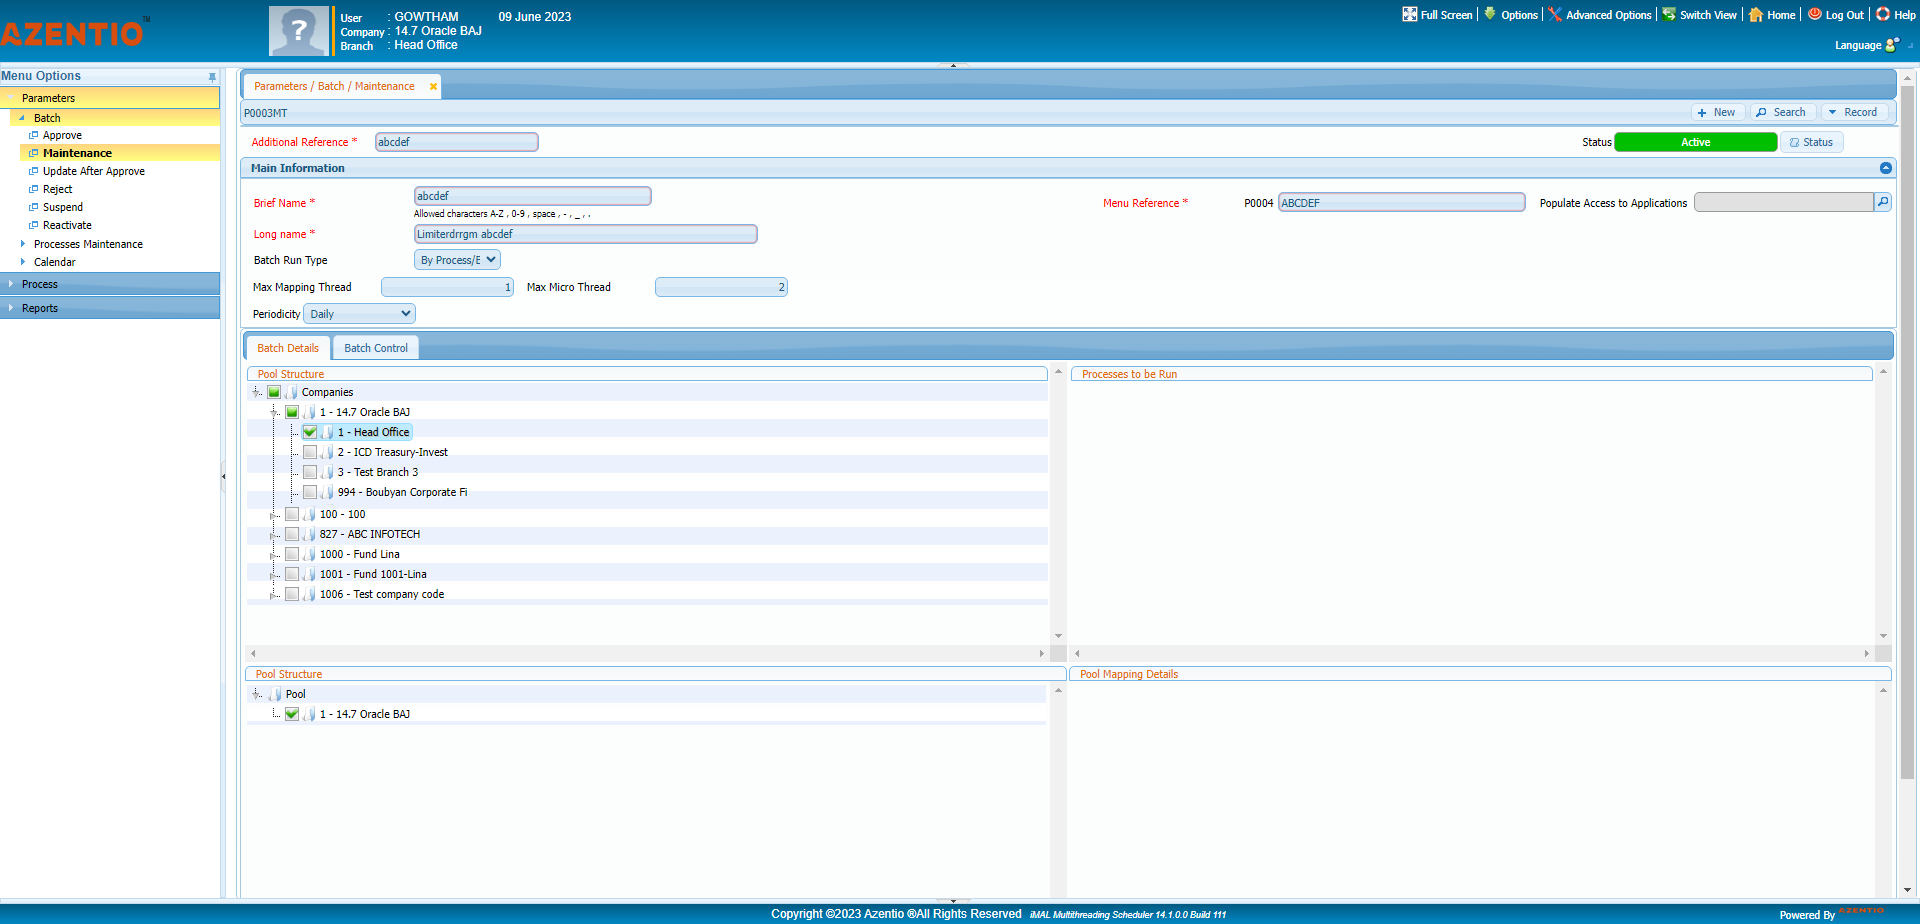 AZENTIO™
?
User : GOWTHAM 09 June 2023
Company : 14.7 Oracle BAJ
Branch : Head Office
Full Screen Options Advanced Options Switch View Home Log Out Help
Language
Menu Options
Parameters
Batch
Approve
Maintenance
Update After Approve
Reject
Suspend
Reactivate
Processes Maintenance
Calendar
Process
Reports
Parameters / Batch / Maintenance
P0003MT
New Search Record
Additional Reference * abcdef
Status Active Status
Main Information
Brief Name * abcdef
Allowed characters A-Z , 0-9 , space , - , _ , .
Menu Reference * P0004 ABCDEF
Populate Access to Applications
Long name * Limiterdrrgm abcdef
Batch Run Type By Process/E
Max Mapping Thread 1 Max Micro Thread 2
Periodicity Daily
Batch Details Batch Control
Pool Structure
Companies
1 - 14.7 Oracle BAJ
1 - Head Office
2 - ICD Treasury-Invest
3 - Test Branch 3
994 - Boubyan Corporate Fi
100 - 100
827 - ABC INFOTECH
1000 - Fund Lina
1001 - Fund 1001-Lina
1006 - Test company code
Processes to be Run
Pool Structure
Pool
1 - 14.7 Oracle BAJ
Pool Mapping Details
Copyright ©2023 Azentio ®All Rights Reserved iMAL Multithreading Scheduler 14.1.0.0 Build 111
Powered By AZENTIO